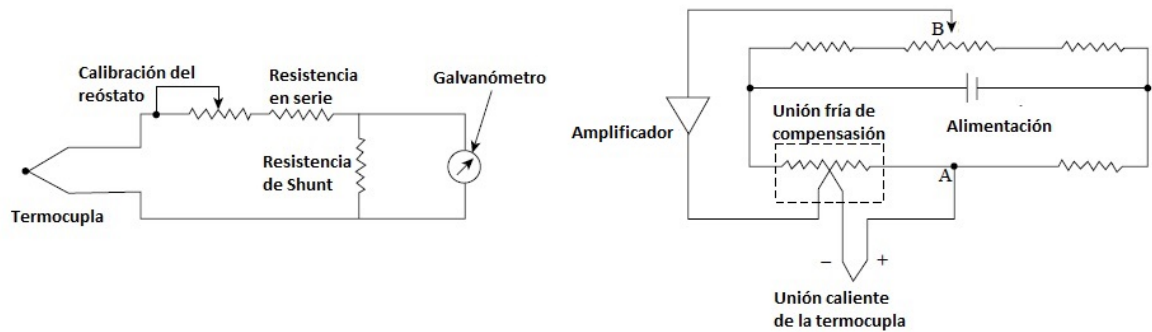 Calibración del
reóstato
Resistencia
en serie
Galvanómetro
Resistencia
de Shunt
Termocupla
B
Amplificador
Unión fría de
compensasión
Alimentación
A
– +
Unión caliente
de la termocupla